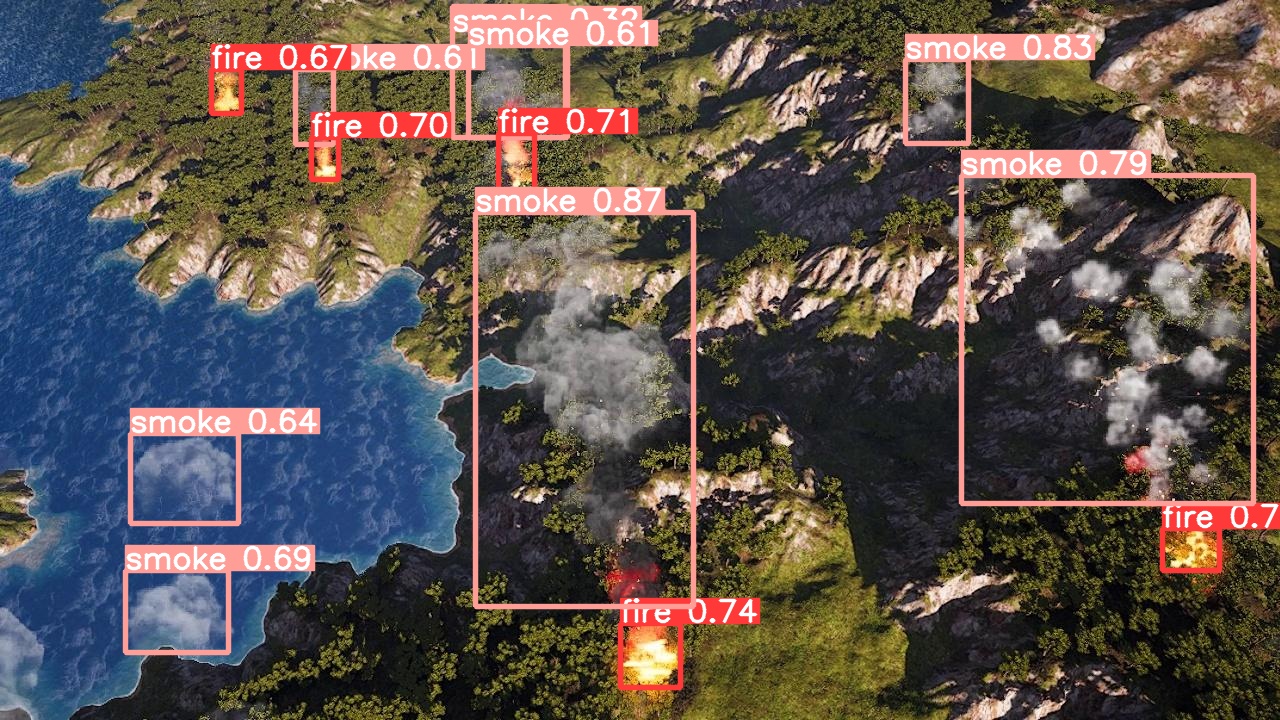 smoke 0.32
smoke 0.61
smoke 0.83
fire 0.67
oke 0.61
fire 0.70
fire 0.71
smoke 0.79
smoke 0.87
smoke 0.64
fire 0.7
smoke 0.69
fire 0.74